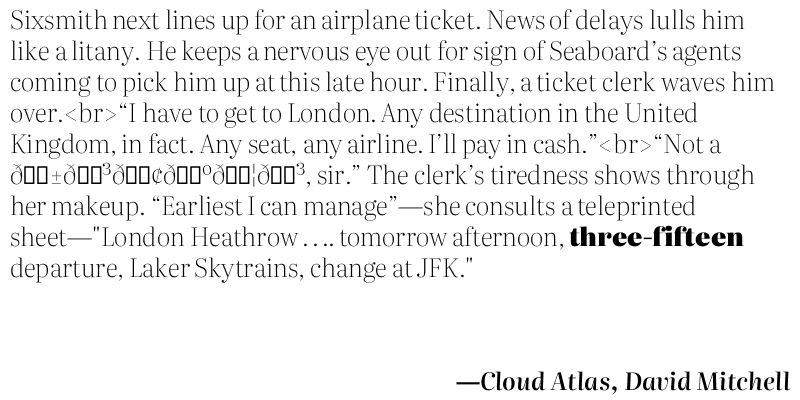 Sixsmith next lines up for an airplane ticket. News of delays lulls him
like a litany. He keeps a nervous eye out for sign of Seaboard’s agents
coming to pick him up at this late hour. Finally, a ticket clerk waves him
over.<br>“I have to get to London. Any destination in the United
Kingdom, in fact. Any seat, any airline. I’ll pay in cash.”<br>“Not a
sir.” The clerk’s tiredness shows through
her makeup. “Earliest I can manage”—she consults a teleprinted
sheet—"London Heathrow . . . . tomorrow afternoon, three-fifteen
departure, Laker Skytrains, change at JFK."
—Cloud Atlas, David Mitchell